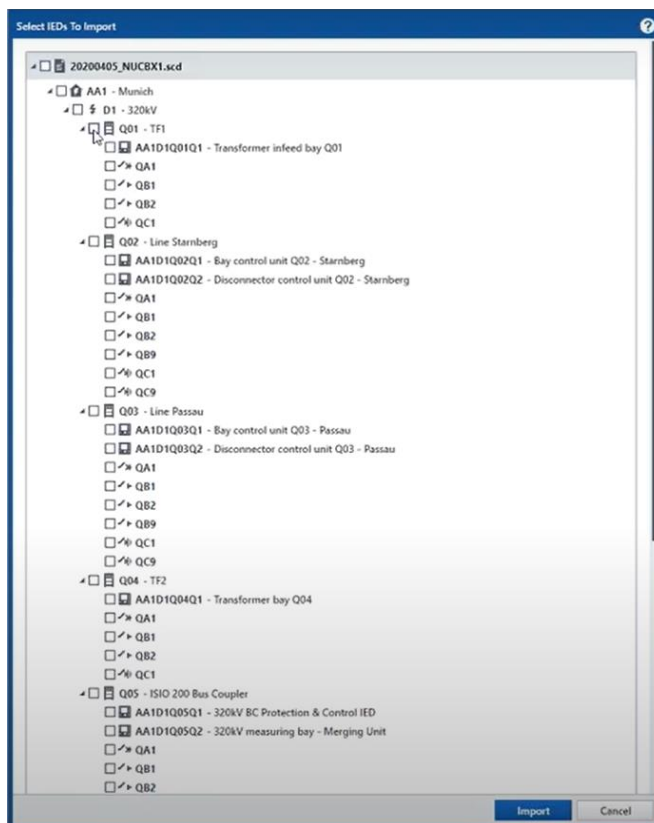 Select IEDs To Import
?
20200405_NUCBX1.scd
AA1 - Munich
D1 - 320kV
Q01 - TF1
AA1D1Q01Q1 - Transformer infeed bay Q01
QA1
QB1
QB2
QC1
Q02 - Line Starnberg
AA1D1Q02Q1 - Bay control unit Q02 - Starnberg
AA1D1Q02Q2 - Disconnector control unit Q02 - Starnberg
QA1
QB1
QB2
QB9
QC1
QC9
Q03 - Line Passau
AA1D1Q03Q1 - Bay control unit Q03 - Passau
AA1D1Q03Q2 - Disconnector control unit Q03 - Passau
QA1
QB1
QB2
QB9
QC1
QC9
Q04 - TF2
AA1D1Q04Q1 - Transformer bay Q04
QA1
QB1
QB2
QC1
Q05 - ISIO 200 Bus Coupler
AA1D1Q05Q1 - 320kV BC Protection & Control IED
AA1D1Q05Q2 - 320kV measuring bay - Merging Unit
QA1
QB1
QB2
Import
Cancel